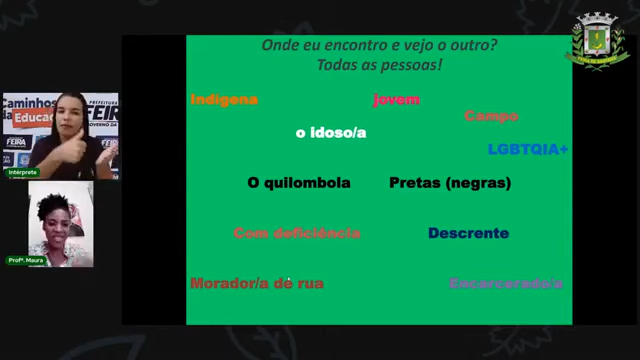 Onde eu encontro e vejo o outro?
Todas as pessoas!
Indígena
jovem
Campo
o idoso/a
LGBTQIA+
O quilombola
Pretas (negras)
Com deficiência
Descrente
Morador/a de rua
Encarcerado/a
Caminhos
da Educação
PREFEITURA
FEIRA
Intérprete
Profª. Maura